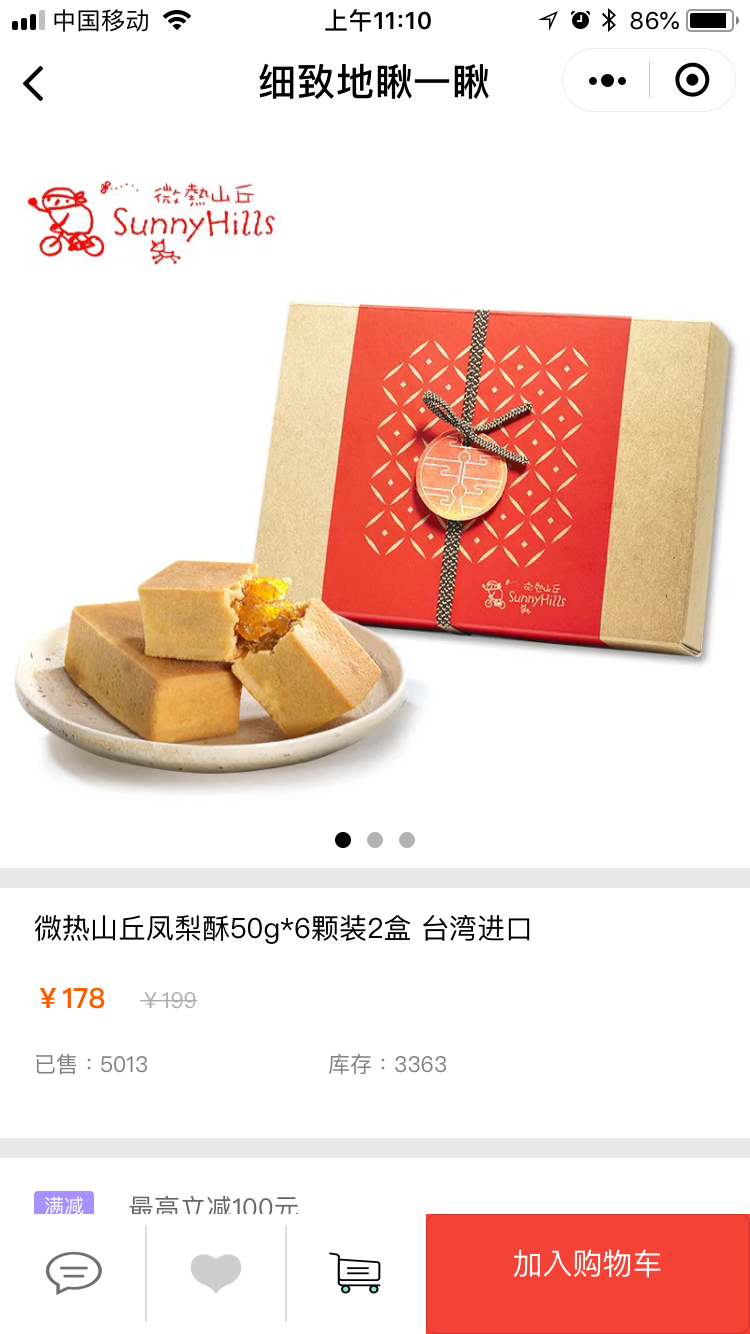 中国移动
上午11:10
86%
细致地瞅一瞅
微熱山丘
SunnyHills
微熱山丘
SunnyHills
微热山丘凤梨酥50g*6颗装2盒 台湾进口
￥178
￥199
已售：5013
库存：3363
满减
最高立减100元
加入购物车